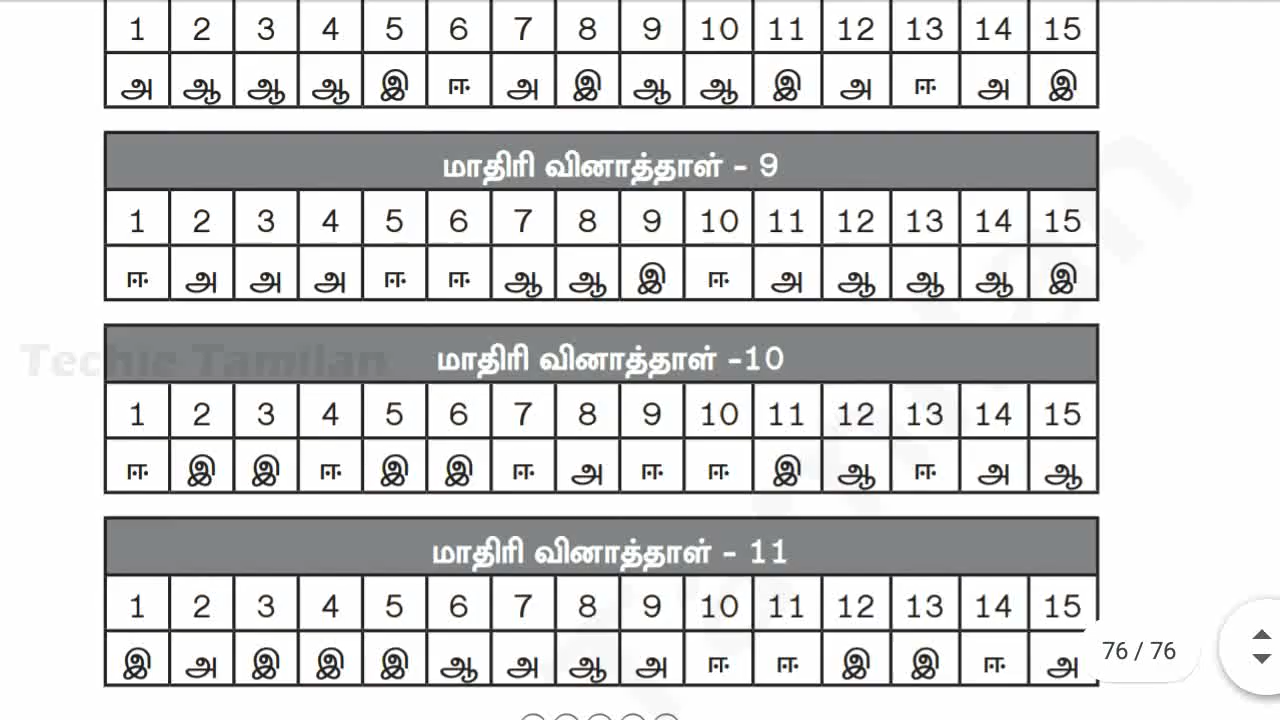 1 2 3 4 5 6 7 8 9 10 11 12 13 14 15
அ ஆ ஆ ஆ இ ஈ அ இ ஆ ஆ இ அ ஈ அ இ
மாதிரி வினாத்தாள் - 9
1 2 3 4 5 6 7 8 9 10 11 12 13 14 15
ஈ அ அ அ ஈ ஈ ஆ ஆ இ ஈ அ ஆ ஆ ஆ இ
Techie Tamilan
மாதிரி வினாத்தாள் -10
1 2 3 4 5 6 7 8 9 10 11 12 13 14 15
ஈ இ இ ஈ இ இ ஈ அ ஈ ஈ இ ஆ ஈ அ ஆ
மாதிரி வினாத்தாள் - 11
1 2 3 4 5 6 7 8 9 10 11 12 13 14 15
இ அ இ இ இ ஆ அ ஆ அ ஈ ஈ இ இ ஈ அ
76 / 76